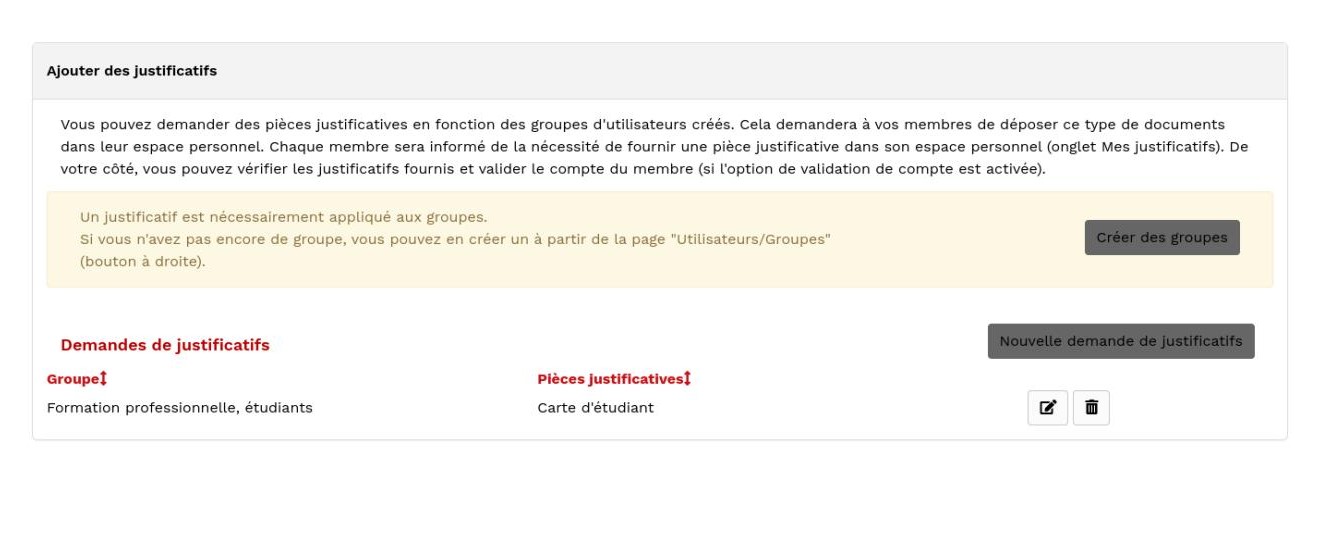 Ajouter des justificatifs
Vous pouvez demander des pièces justificatives en fonction des groupes d'utilisateurs créés. Cela demandera à vos membres de déposer ce type de documents
dans leur espace personnel. Chaque membre sera informé de la nécessité de fournir une pièce justificative dans son espace personnel (onglet Mes justificatifs). De
votre côté, vous pouvez vérifier les justificatifs fournis et valider le compte du membre (si l'option de validation de compte est activée).
Un justificatif est nécessairement appliqué aux groupes.
Si vous n'avez pas encore de groupe, vous pouvez en créer un à partir de la page "Utilisateurs/Groupes"
(bouton à droite).
Créer des groupes
Demandes de justificatifs
Nouvelle demande de justificatifs
Groupe
Pièces justificatives
Formation professionnelle, étudiants
Carte d'étudiant